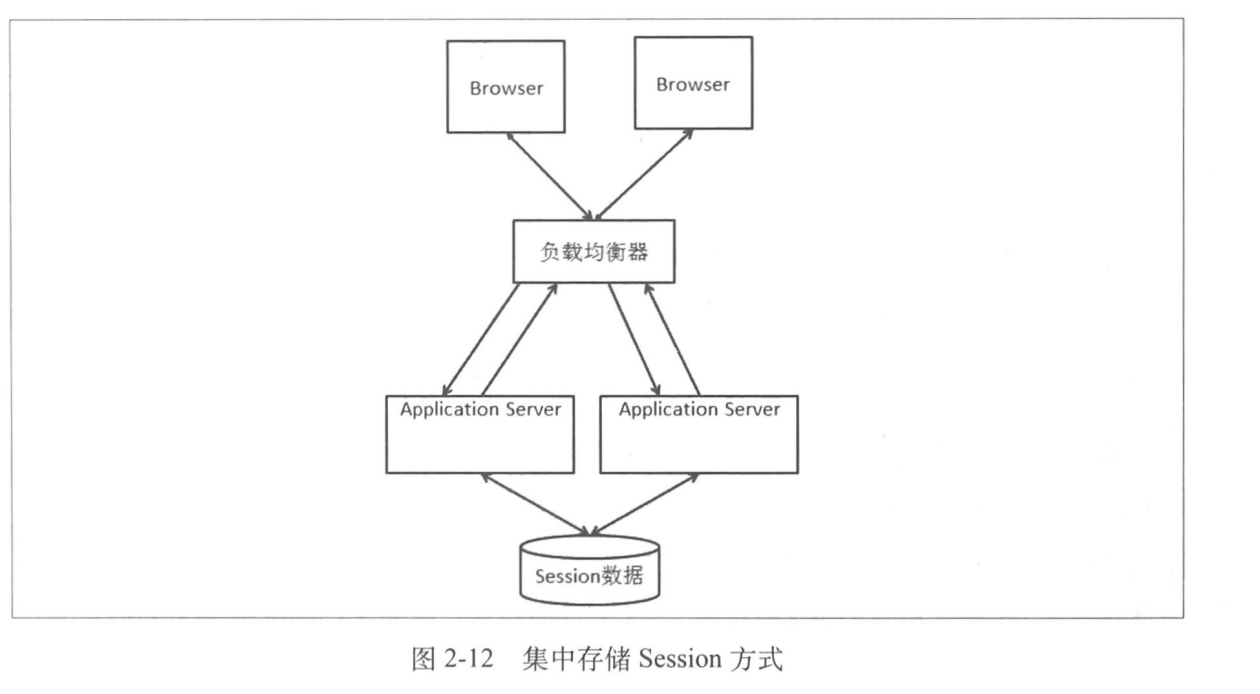 Browser
Browser
负载均衡器
Application Server
Application Server
Session数据
图 2-12 集中存储 Session 方式